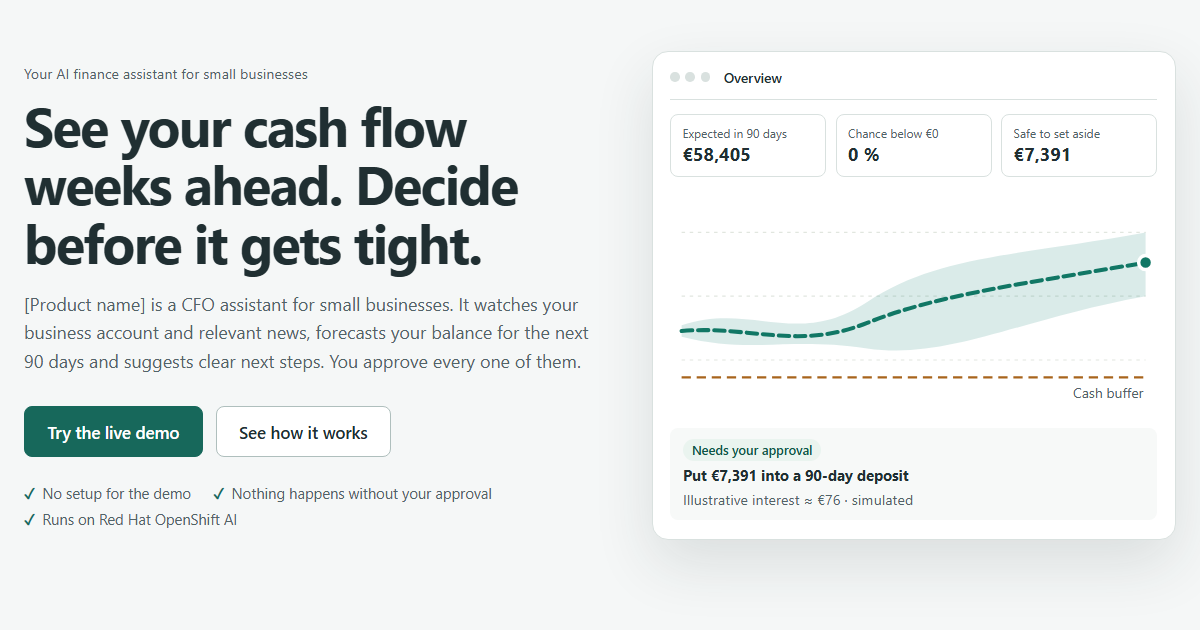 Your AI finance assistant for small businesses
See your cash flow
weeks ahead. Decide
before it gets tight.
[Product name] is a CFO assistant for small businesses. It watches your
business account and relevant news, forecasts your balance for the next
90 days and suggests clear next steps. You approve every one of them.
Try the live demo
See how it works
✓ No setup for the demo
✓ Nothing happens without your approval
✓ Runs on Red Hat OpenShift AI
Overview
Expected in 90 days
€58,405
Chance below €0
0 %
Safe to set aside
€7,391
Cash buffer
Needs your approval
Put €7,391 into a 90-day deposit
Illustrative interest ≈ €76 · simulated